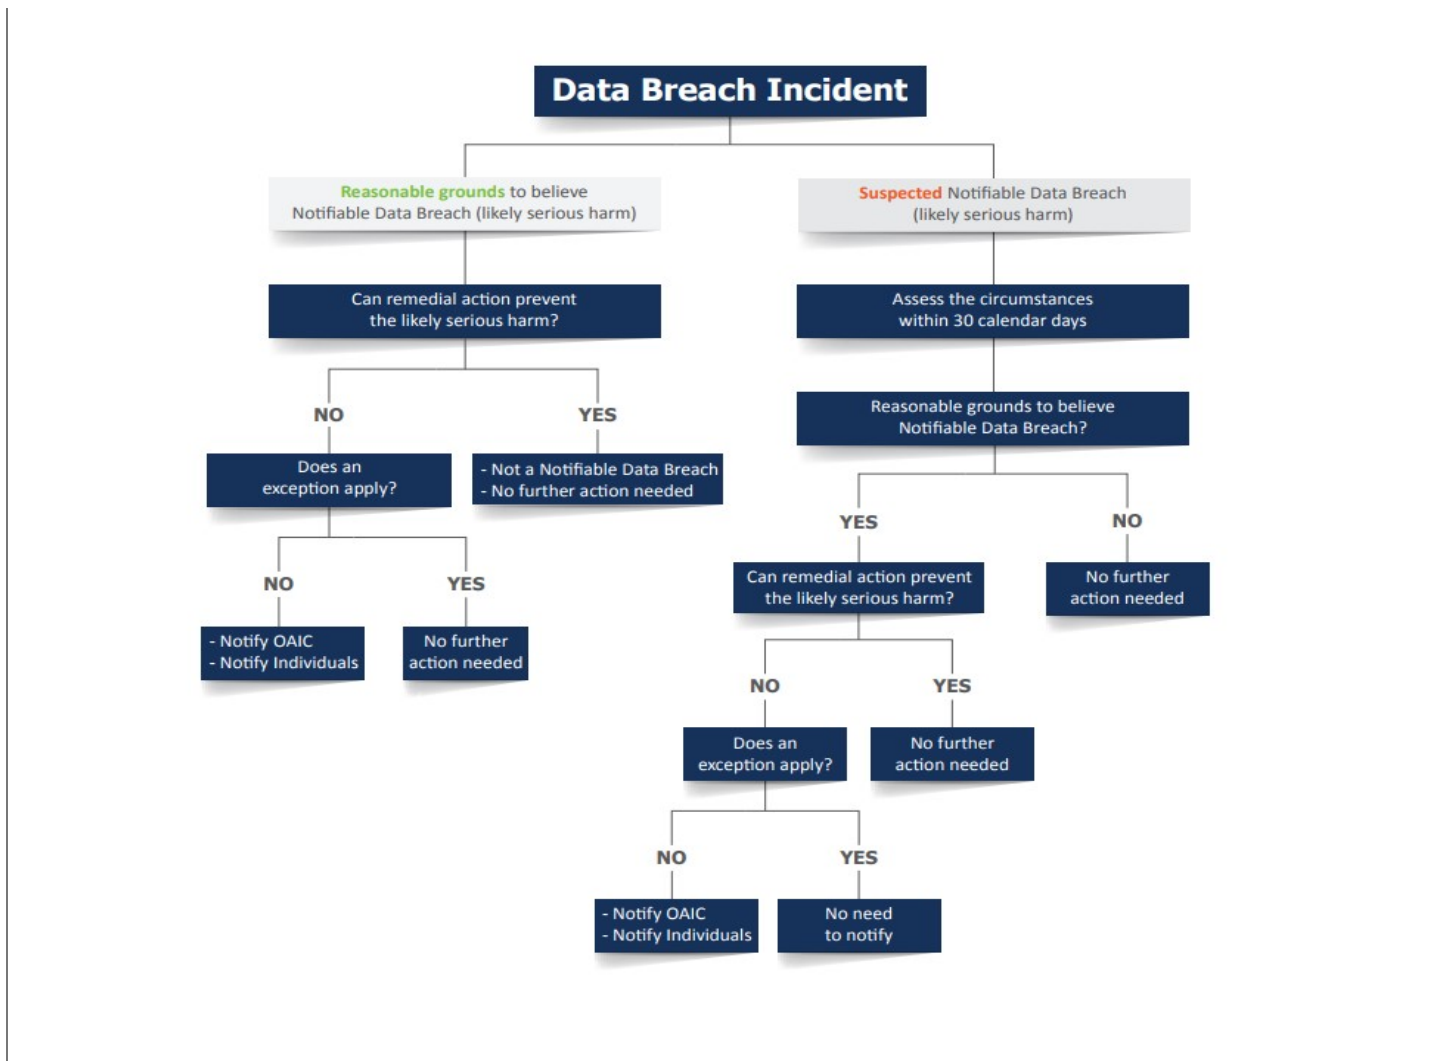 Data Breach Incident
Reasonable grounds to believe
Notifiable Data Breach (likely serious harm)
Suspected Notifiable Data Breach
(likely serious harm)
Can remedial action prevent
the likely serious harm?
Assess the circumstances
within 30 calendar days
NO
YES
Reasonable grounds to believe
Notifiable Data Breach?
Does an
exception apply?
- Not a Notifiable Data Breach
- No further action needed
YES
NO
NO
YES
Can remedial action prevent
the likely serious harm?
No further
action needed
- Notify OAIC
- Notify Individuals
No further
action needed
NO
YES
Does an
exception apply?
No further
action needed
NO
YES
- Notify OAIC
- Notify Individuals
No need
to notify